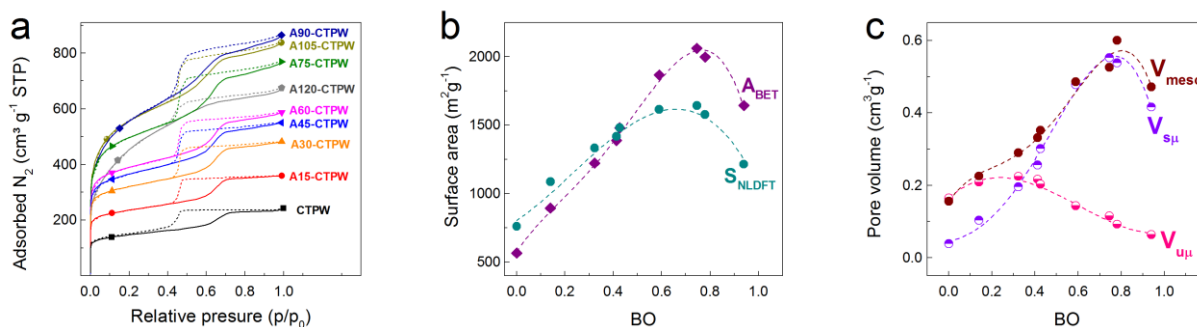 a
Adsorbed N2 (cm³ g-1 STP)
800
600
400
200
A90-CTPW
A105-CTPW
A75-CTPW
A120-CTPW
A60-CTPW
A45-CTPW
A30-CTPW
A15-CTPW
CTPW
0.0 0.2 0.4 0.6 0.8 1.0
Relative presure (p/p0)
b
Surface area (m2g-1)
2000
1500
1000
500
ABET
SNLDFT
0.0 0.2 0.4 0.6 0.8 1.0
BO
c
Pore volume (cm3g-1)
0.6
0.4
0.2
0.0
Vmeso
Vsμ
Vuμ
0.0 0.2 0.4 0.6 0.8 1.0
BO